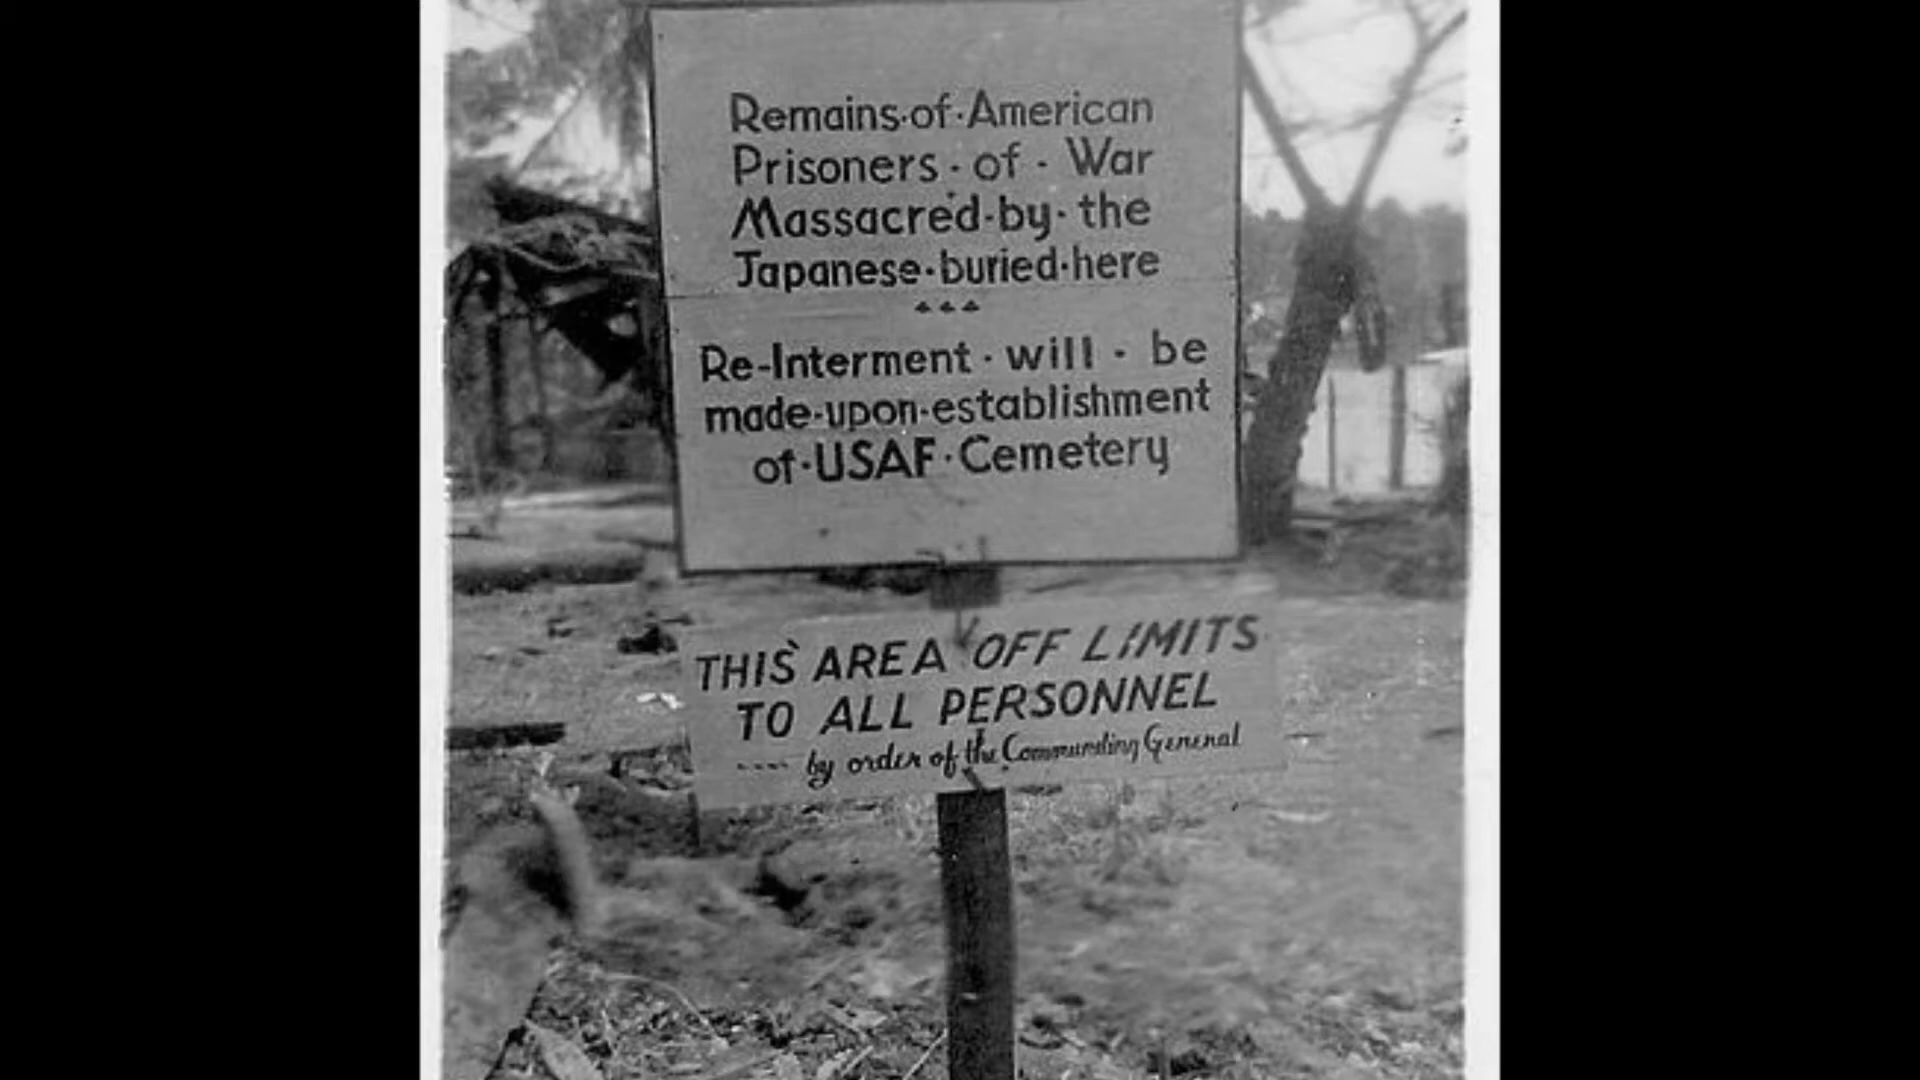 Remains·of·American
Prisoners·of·War
Massacred·by·the
Japanese·buried·here
Re-Interment·will·be
made·upon·establishment
of·USAF·Cemetery
THIS AREA OFF LIMITS
TO ALL PERSONNEL
---- by order of the Commanding General